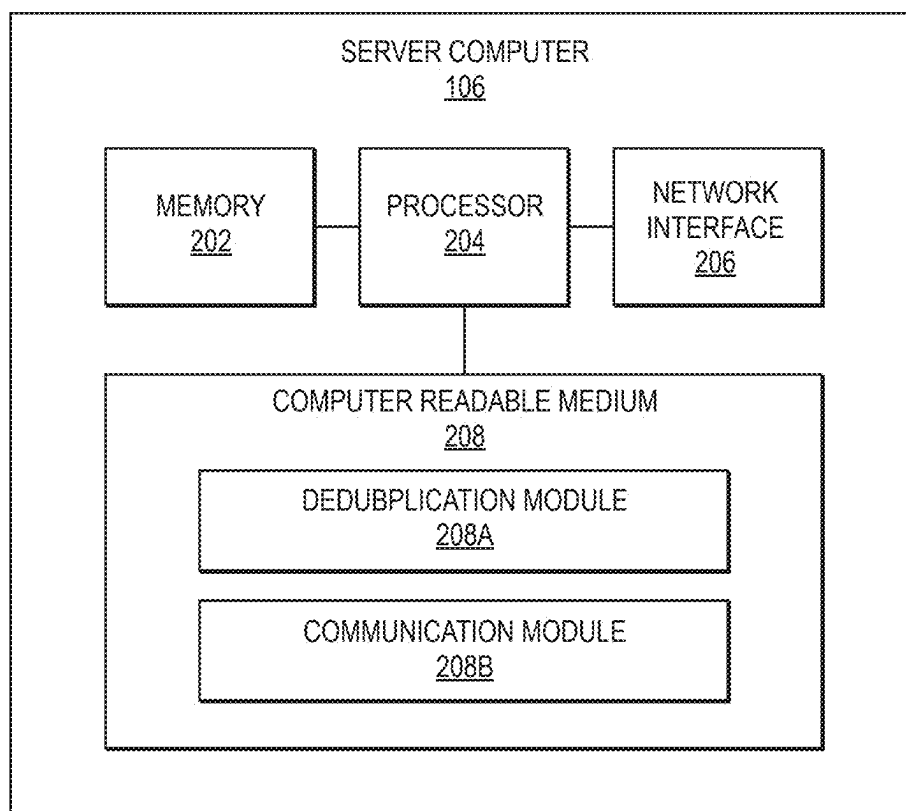 SERVER COMPUTER
106
MEMORY
202
PROCESSOR
204
NETWORK
INTERFACE
206
COMPUTER READABLE MEDIUM
208
DEDUBPLICATION MODULE
208A
COMMUNICATION MODULE
208B